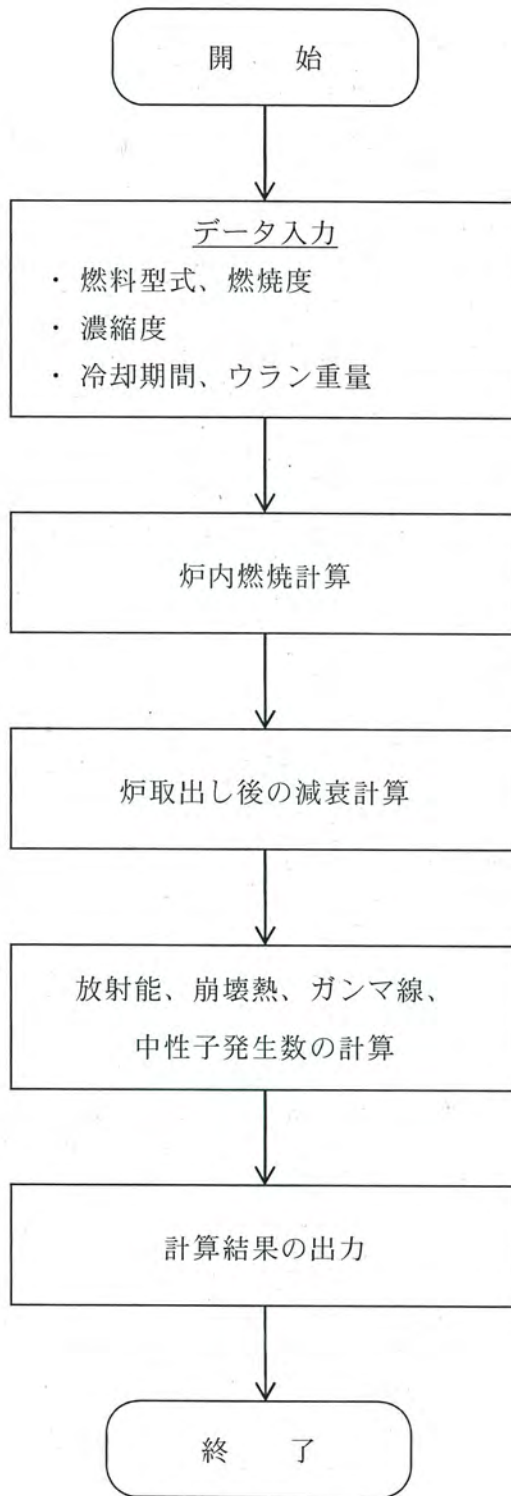 開　始
データ入力
・ 燃料型式、燃焼度
・ 濃縮度
・ 冷却期間、ウラン重量
炉内燃焼計算
炉取出し後の減衰計算
放射能、崩壊熱、ガンマ線、
中性子発生数の計算
計算結果の出力
終　了